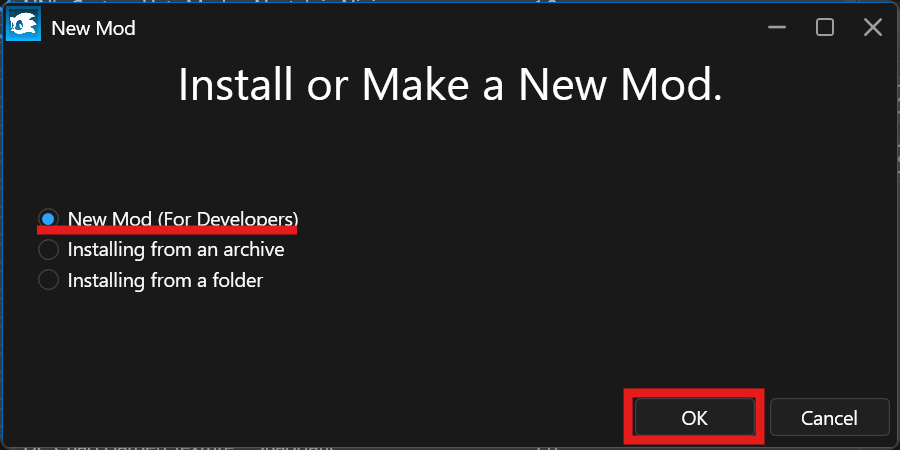 New Mod
Install or Make a New Mod.
New Mod (For Developers)
Installing from an archive
Installing from a folder
OK
Cancel